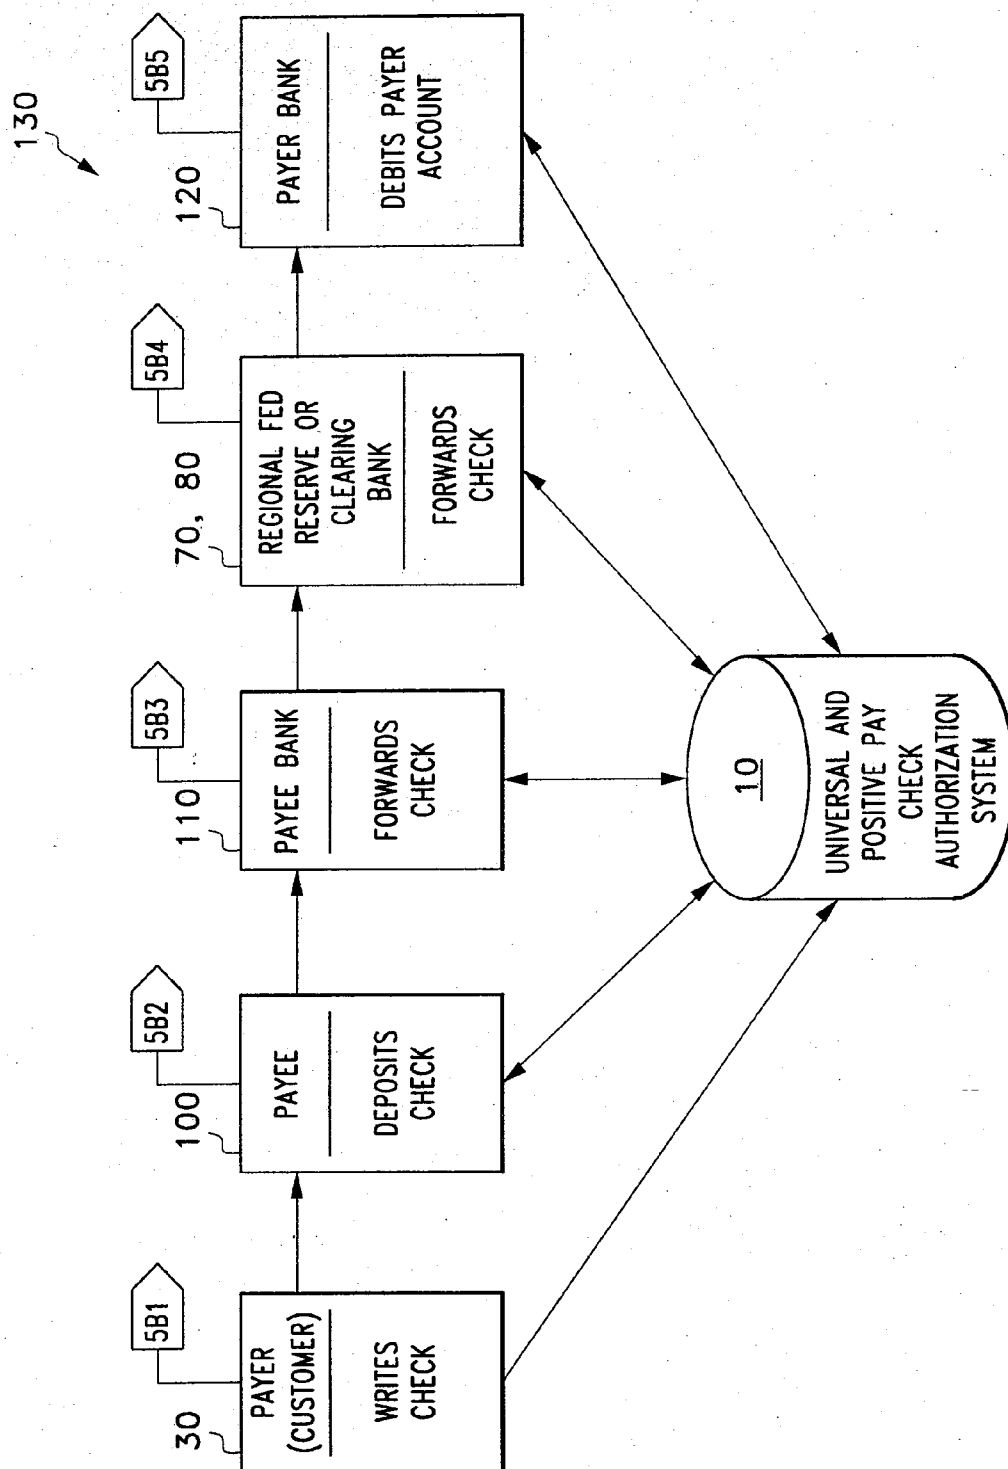 130
5B1
5B2
5B3
5B4
5B5
30
100
110
70, 80
120
PAYER
(CUSTOMER)
WRITES
CHECK
PAYEE
DEPOSITS
CHECK
PAYEE BANK
FORWARDS
CHECK
REGIONAL FED
RESERVE OR
CLEARING
BANK
FORWARDS
CHECK
PAYER BANK
DEBITS PAYER
ACCOUNT
10
UNIVERSAL AND
POSITIVE PAY
CHECK
AUTHORIZATION
SYSTEM